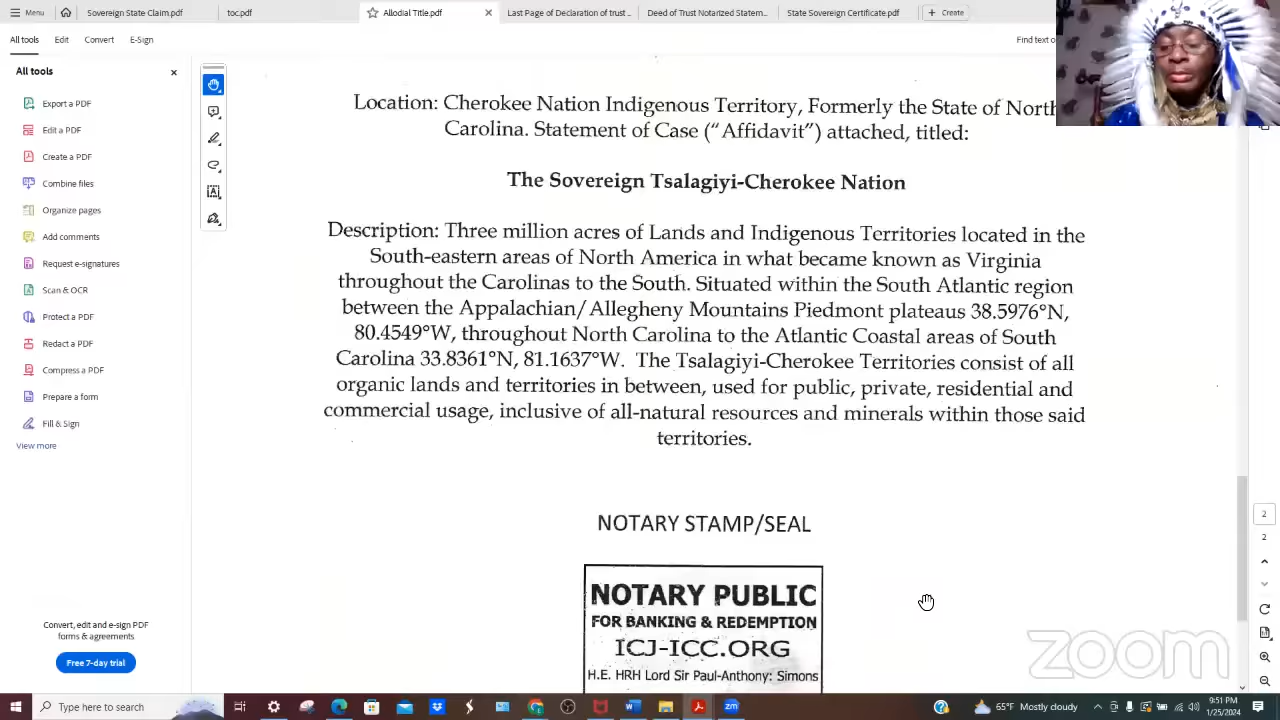 Menu
Sovereign State Claim.pdf
toc.pdf
Allodial Title.pdf
Last Page of Declaration of trust ...
Deed of Trust Notarized Statem...
State Sovereign Certificate.pdf
Create
All tools
Edit
Convert
E-Sign
Find text o
All tools
Export a PDF
Edit a PDF
Create a PDF
Combine files
Organize pages
Add comments
Request e-signatures
Scan & OCR
Protect a PDF
Redact a PDF
Compress a PDF
Prepare a form
Fill & Sign
View more
Convert, edit and e-sign PDF
forms & agreements
Free 7-day trial
Location: Cherokee Nation Indigenous Territory, Formerly the State of North
Carolina. Statement of Case (“Affidavit”) attached, titled:
The Sovereign Tsalagiyi-Cherokee Nation
Description: Three million acres of Lands and Indigenous Territories located in the
South-eastern areas of North America in what became known as Virginia
throughout the Carolinas to the South. Situated within the South Atlantic region
between the Appalachian/Allegheny Mountains Piedmont plateaus 38.5976°N,
80.4549°W, throughout North Carolina to the Atlantic Coastal areas of South
Carolina 33.8361°N, 81.1637°W. The Tsalagiyi-Cherokee Territories consist of all
organic lands and territories in between, used for public, private, residential and
commercial usage, inclusive of all-natural resources and minerals within those said
territories.
NOTARY STAMP/SEAL
NOTARY PUBLIC
FOR BANKING & REDEMPTION
ICJ-ICC.ORG
H.E. HRH Lord Sir Paul-Anthony: Simons
2
2
zoom
Type here to search
65°F Mostly cloudy
9:51 PM
1/25/2024